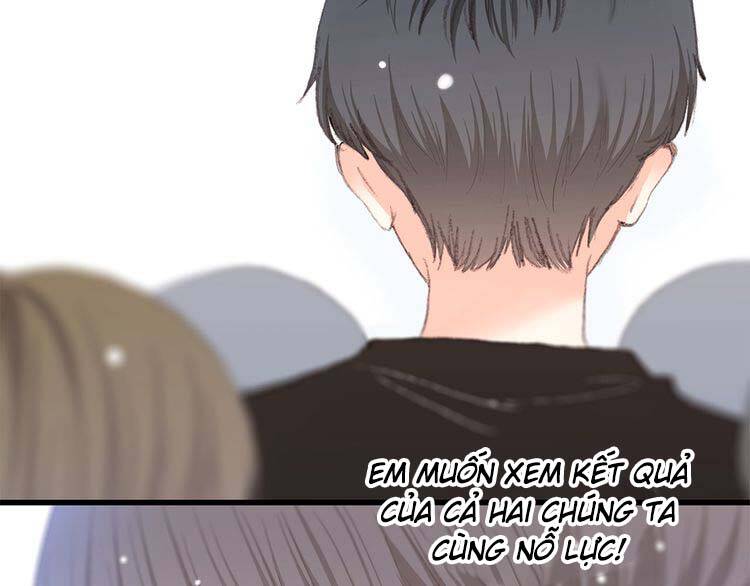 EM MUỐN XEM KẾT QUẢ
CỦA CẢ HAI CHÚNG TA
CÙNG NỖ LỰC!